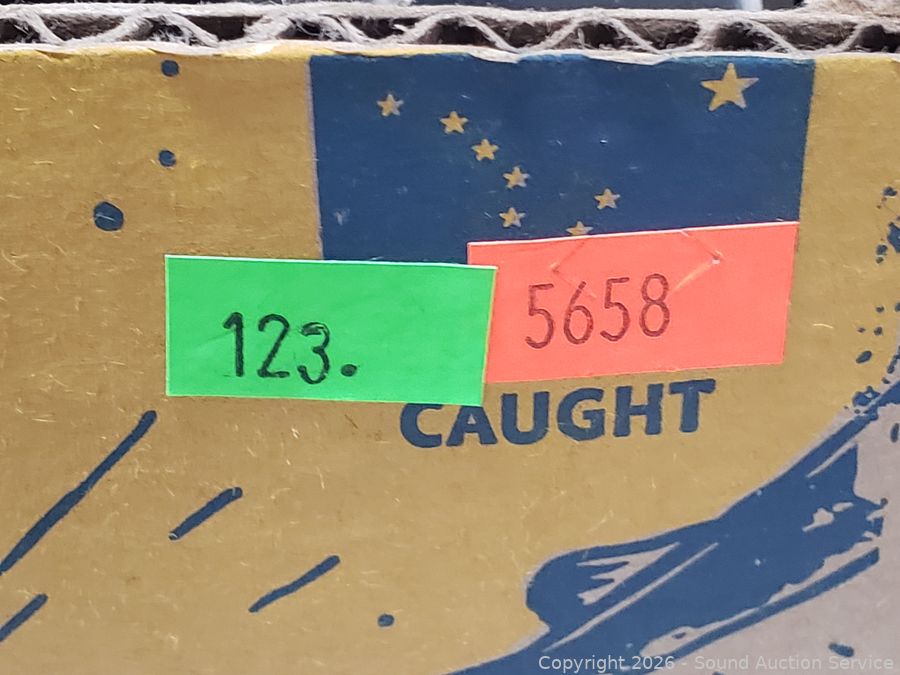 123.
5658
CAUGHT
Copyright 2026 - Sound Auction Service